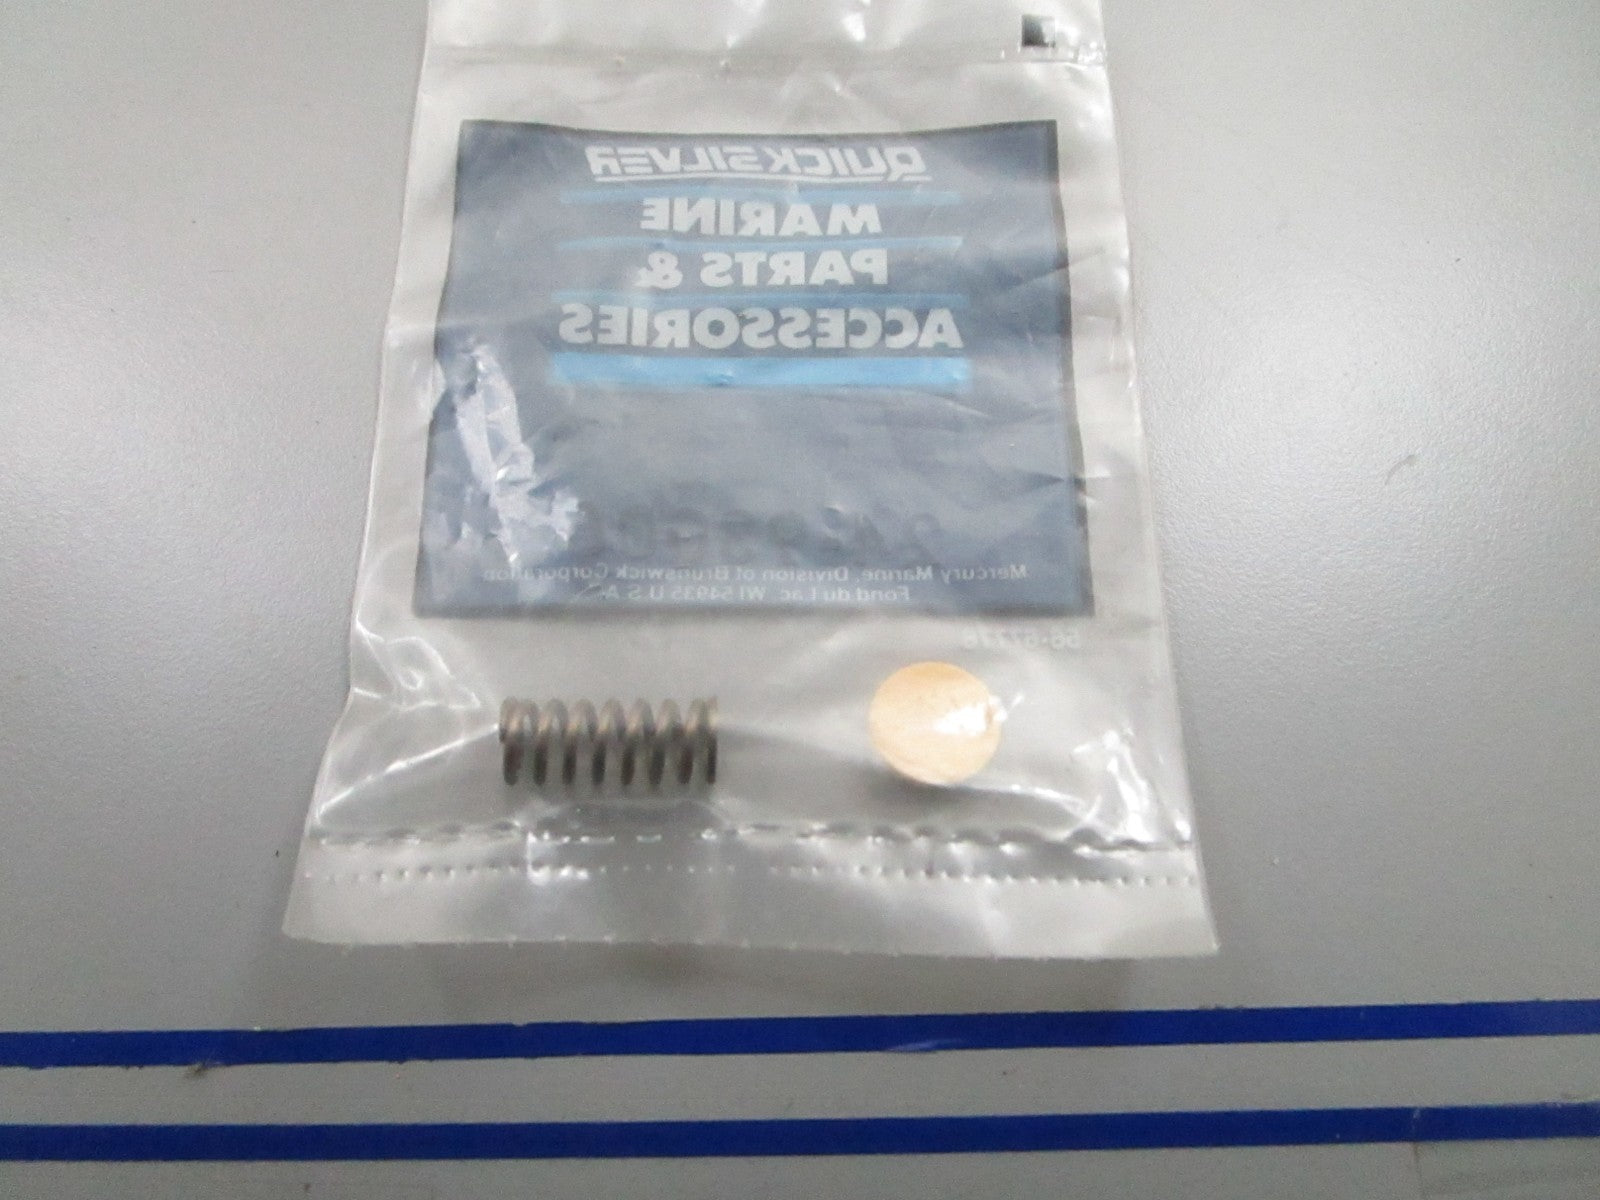 QUICKSILVER
MARINE
PARTS &
ACCESSORIES
Mercury Marine, Division of Brunswick Corporation
Fond du Lac, WI 54935 U.S.A.